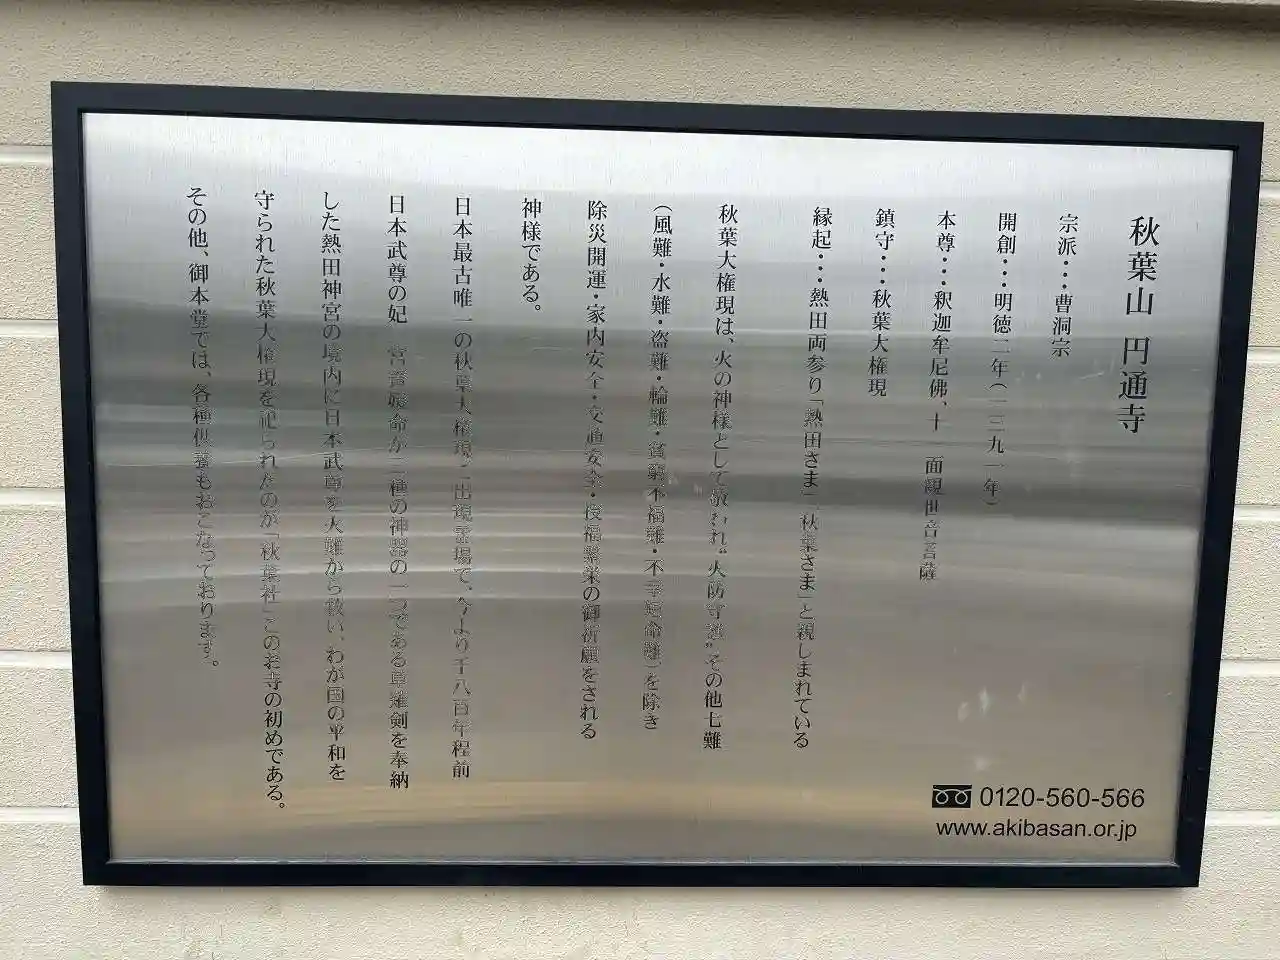 秋葉山 円通寺
宗派・・・曹洞宗
開創・・・明徳二年(一三九一年)
本尊・・・釈迦牟尼佛、十一面観世音菩薩
鎮守・・・秋葉大権現
縁起・・・熱田両参り「熱田さま」「秋葉さま」と親しまれている
秋葉大権現は、火の神様として敬われ〝火防守護〟その他七難
(風難・水難・盗難・輪難・貧窮不福難・不幸短命難)を除き
除災開運・家内安全・交通安全・授福繁栄の御祈願をされる
神様である。
日本最古唯一の秋葉大権現ご出現霊場で、今より千八百年程前
日本武尊の妃 宮簀媛命が三種の神器の一つである草薙剣を奉納
した熱田神宮の境内に日本武尊を火難から救い、わが国の平和を
守られた秋葉大権現を祀られたのが「秋葉社」このお寺の初めである。
その他、御本堂では、各種供養もおこなっております。
0120-560-566
www.akibasan.or.jp